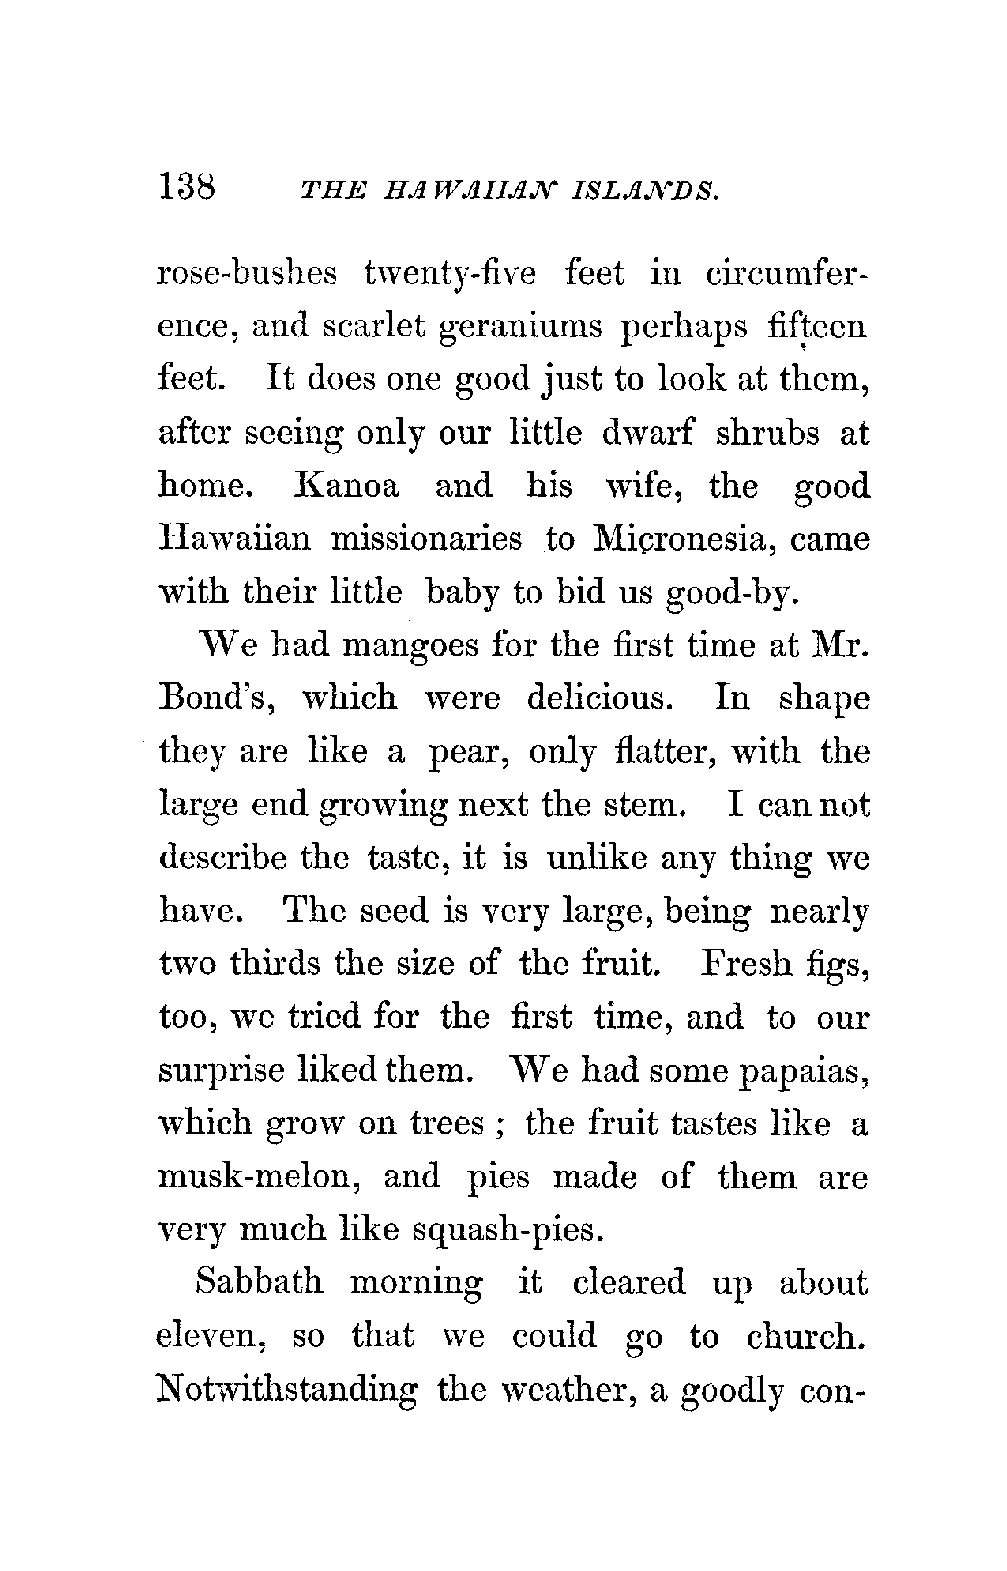 138 THE HAWAIIAN ISLANDS.
rose-bushes twenty-five feet in circumfer-
ence, and scarlet geraniums perhaps fifteen
feet. It does one good just to look at them,
after seeing only our little dwarf shrubs at
home. Kanoa and his wife, the good
Hawaiian missionaries to Micronesia, came
with their little baby to bid us good-by.
We had mangoes for the first time at Mr.
Bond's, which were delicious. In shape
they are like a pear, only flatter, with the
large end growing next the stem. I can not
describe the taste, it is unlike any thing we
have. The seed is very large, being nearly
two thirds the size of the fruit. Fresh figs,
too, we tried for the first time, and to our
surprise liked them. We had some papaias,
which grow on trees ; the fruit tastes like a
musk-melon, and pies made of them are
very much like squash-pies.
Sabbath morning it cleared up about
eleven, so that we could go to church.
Notwithstanding the weather, a goodly con-